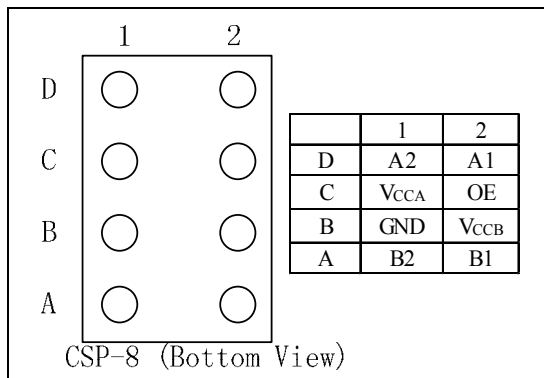 1 2
D
C
B
A
CSP-8 (Bottom View)
1 2
D A2 A1
C VCCA OE
B GND VCCB
A B2 B1